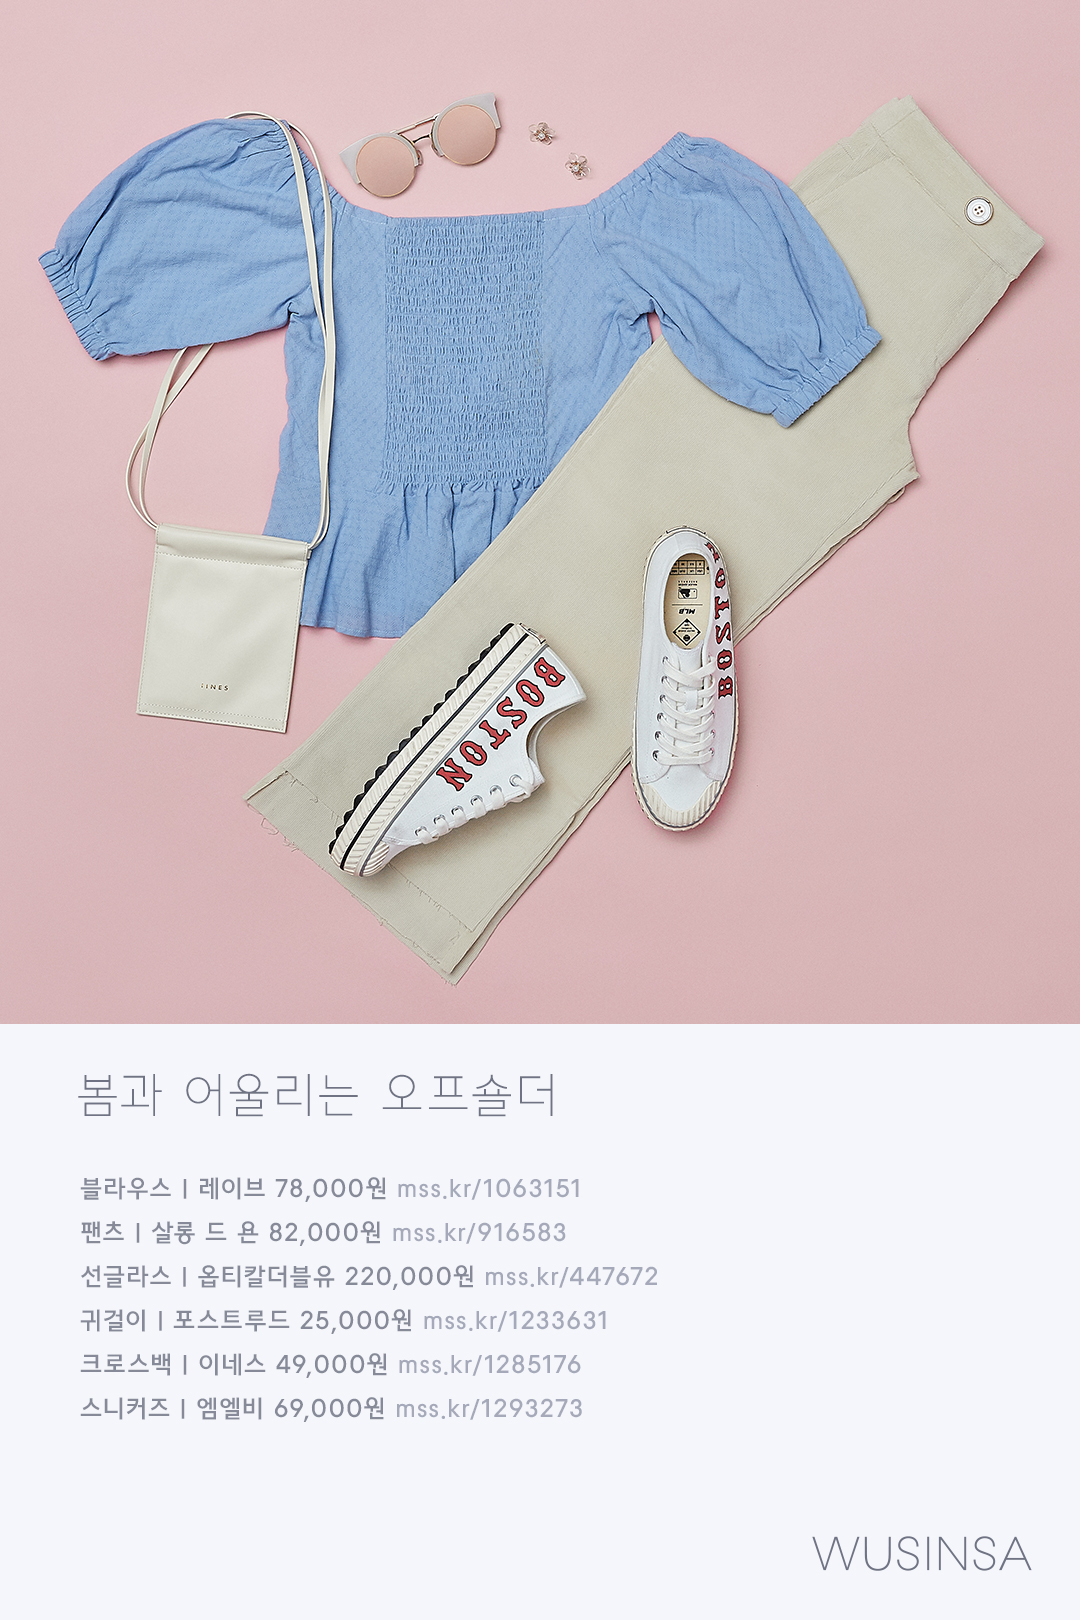 INES
BOSTON
BOSTON
MLB
봄과 어울리는 오프숄더
블라우스 | 레이브 78,000원 mss.kr/1063151
팬츠 | 살롱 드 욘 82,000원 mss.kr/916583
선글라스 | 옵티칼더블유 220,000원 mss.kr/447672
귀걸이 | 포스트루드 25,000원 mss.kr/1233631
크로스백 | 이네스 49,000원 mss.kr/1285176
스니커즈 | 엠엘비 69,000원 mss.kr/1293273
WUSINSA